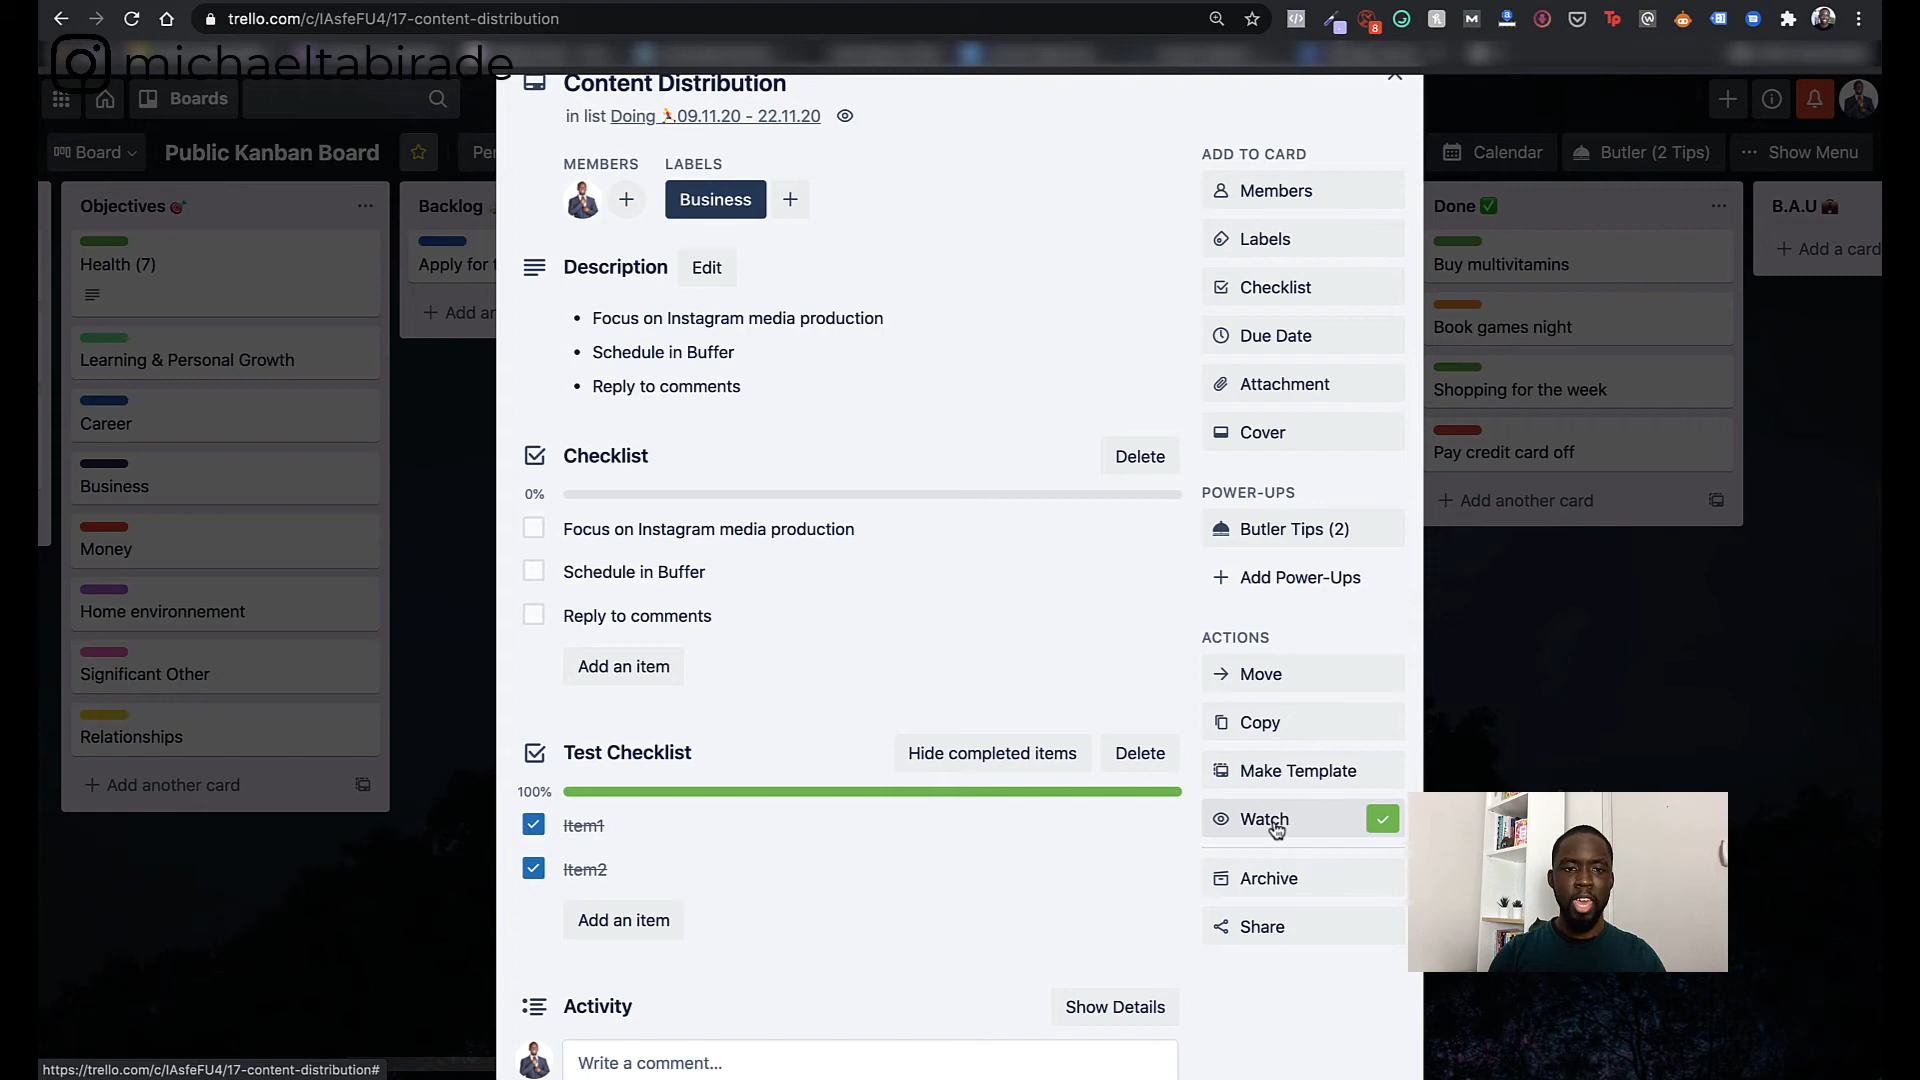 trello.com/c/IAsfeFU4/17-content-distribution
8
michaeltabirade
Boards
Board
Public Kanban Board
Calendar
Butler (2 Tips)
Show Menu
Objectives
Health (7)
Learning & Personal Growth
Career
Business
Money
Home environnement
Significant Other
Relationships
+ Add another card
Backlog
Apply for
Content Distribution
in list Doing 09.11.20 - 22.11.20
MEMBERS
LABELS
Business
Description
Edit
• Focus on Instagram media production
• Schedule in Buffer
• Reply to comments
Checklist
Delete
0%
Focus on Instagram media production
Schedule in Buffer
Reply to comments
Add an item
Test Checklist
Hide completed items
Delete
100%
Item1
Item2
Add an item
Activity
Show Details
Write a comment...
ADD TO CARD
Members
Labels
Checklist
Due Date
Attachment
Cover
POWER-UPS
Butler Tips (2)
+ Add Power-Ups
ACTIONS
Move
Copy
Make Template
Watch
Archive
Share
Done
Buy multivitamins
Book games night
Shopping for the week
Pay credit card off
+ Add another card
B.A.U
+ Add a card
https://trello.com/c/IAsfeFU4/17-content-distribution#